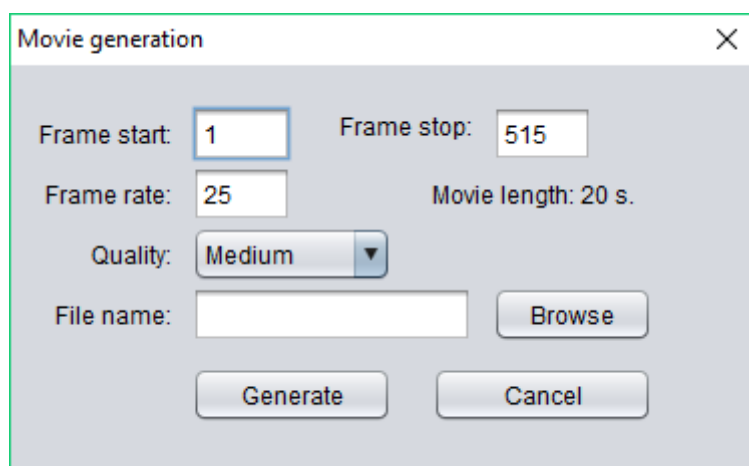 Movie generation
Frame start: 1 Frame stop: 515
Frame rate: 25 Movie length: 20 s.
Quality: Medium
File name: Browse
Generate Cancel